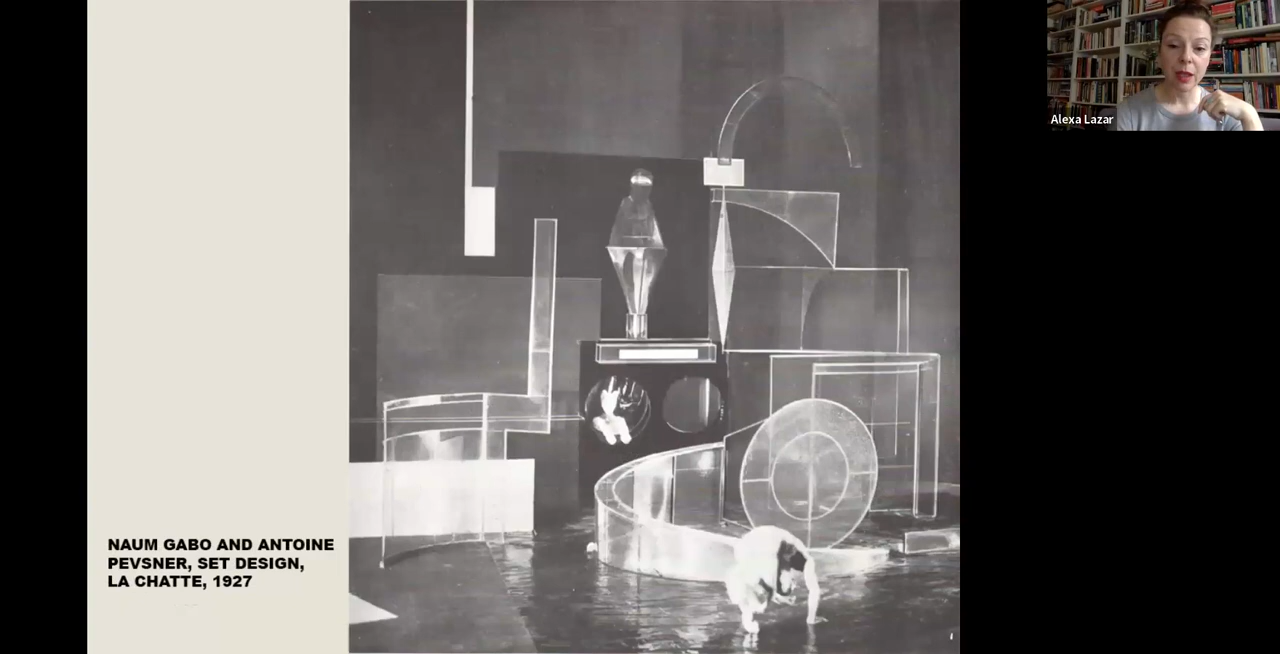 Alexa Lazar
NAUM GABO AND ANTOINE
PEVSNER, SET DESIGN,
LA CHATTE, 1927